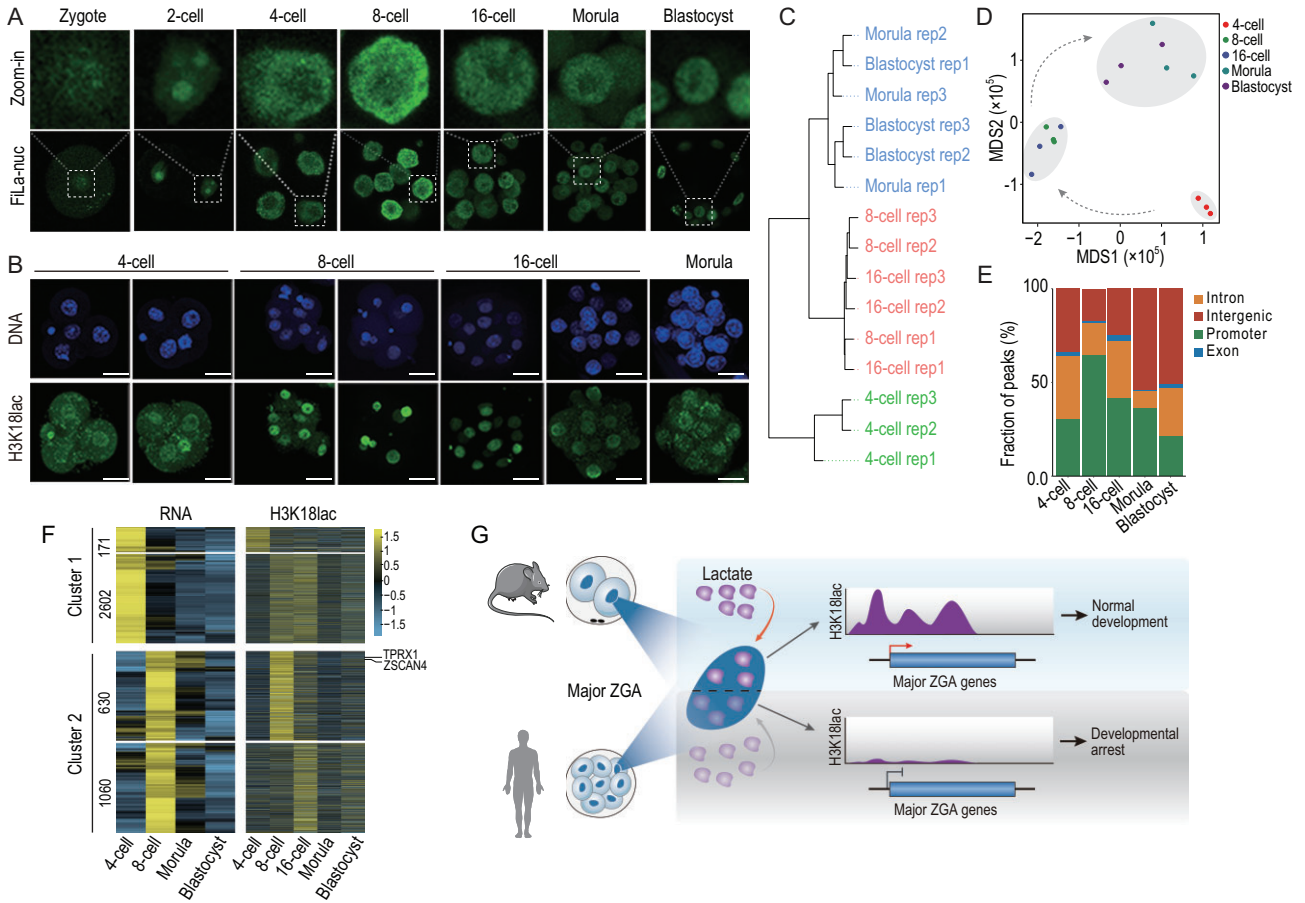 A
Zygote
2-cell
4-cell
8-cell
16-cell
Morula
Blastocyst
Zoom-in
FiLa-nuc
B
4-cell
8-cell
16-cell
Morula
DNA
H3K18lac
C
Morula rep2
Blastocyst rep1
Morula rep3
Blastocyst rep3
Blastocyst rep2
Morula rep1
8-cell rep3
8-cell rep2
16-cell rep3
16-cell rep2
8-cell rep1
16-cell rep1
4-cell rep3
4-cell rep2
4-cell rep1
D
MDS2 (×10⁵)
1
0
−1
−2
−1
0
1
MDS1 (×10⁵)
4-cell
8-cell
16-cell
Morula
Blastocyst
E
Fraction of peaks (%)
100
50
0.0
4-cell
8-cell
16-cell
Morula
Blastocyst
Intron
Intergenic
Promoter
Exon
F
RNA
H3K18lac
Cluster 1
171
2602
Cluster 2
630
1060
1.5
1
0.5
0
−0.5
−1
−1.5
TPRX1
ZSCAN4
4-cell
8-cell
Morula
Blastocyst
4-cell
8-cell
16-cell
Morula
Blastocyst
G
Lactate
Major ZGA
H3K18lac
Major ZGA genes
Normal
development
H3K18lac
Major ZGA genes
Developmental
arrest